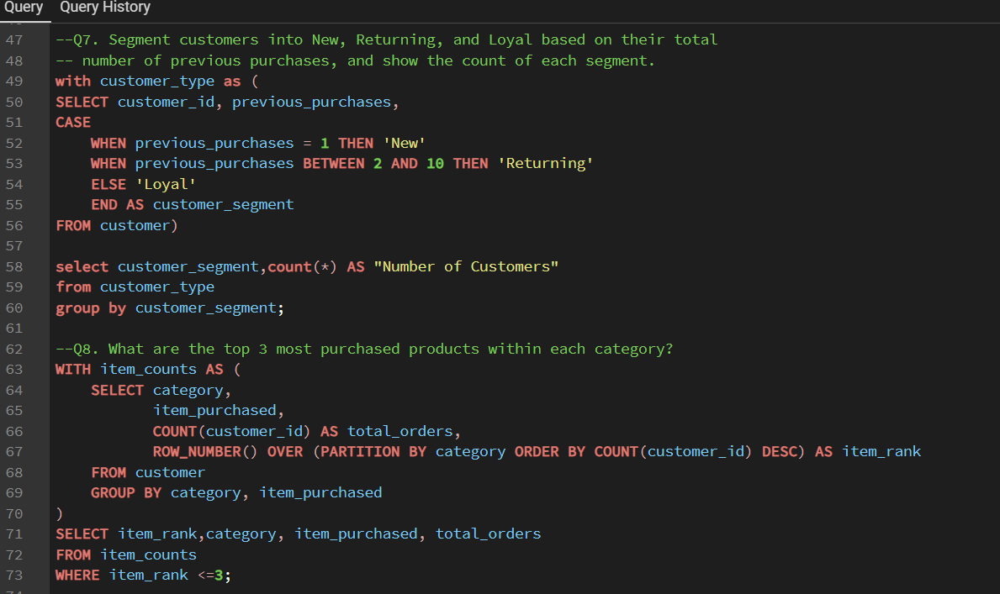 Query Query History
47 --Q7. Segment customers into New, Returning, and Loyal based on their total
48 -- number of previous purchases, and show the count of each segment.
49 with customer_type as (
50 SELECT customer_id, previous_purchases,
51 CASE
52 WHEN previous_purchases = 1 THEN 'New'
53 WHEN previous_purchases BETWEEN 2 AND 10 THEN 'Returning'
54 ELSE 'Loyal'
55 END AS customer_segment
56 FROM customer)
57
58 select customer_segment,count(*) AS "Number of Customers"
59 from customer_type
60 group by customer_segment;
61
62 --Q8. What are the top 3 most purchased products within each category?
63 WITH item_counts AS (
64 SELECT category,
65 item_purchased,
66 COUNT(customer_id) AS total_orders,
67 ROW_NUMBER() OVER (PARTITION BY category ORDER BY COUNT(customer_id) DESC) AS item_rank
68 FROM customer
69 GROUP BY category, item_purchased
70 )
71 SELECT item_rank,category, item_purchased, total_orders
72 FROM item_counts
73 WHERE item_rank <=3;